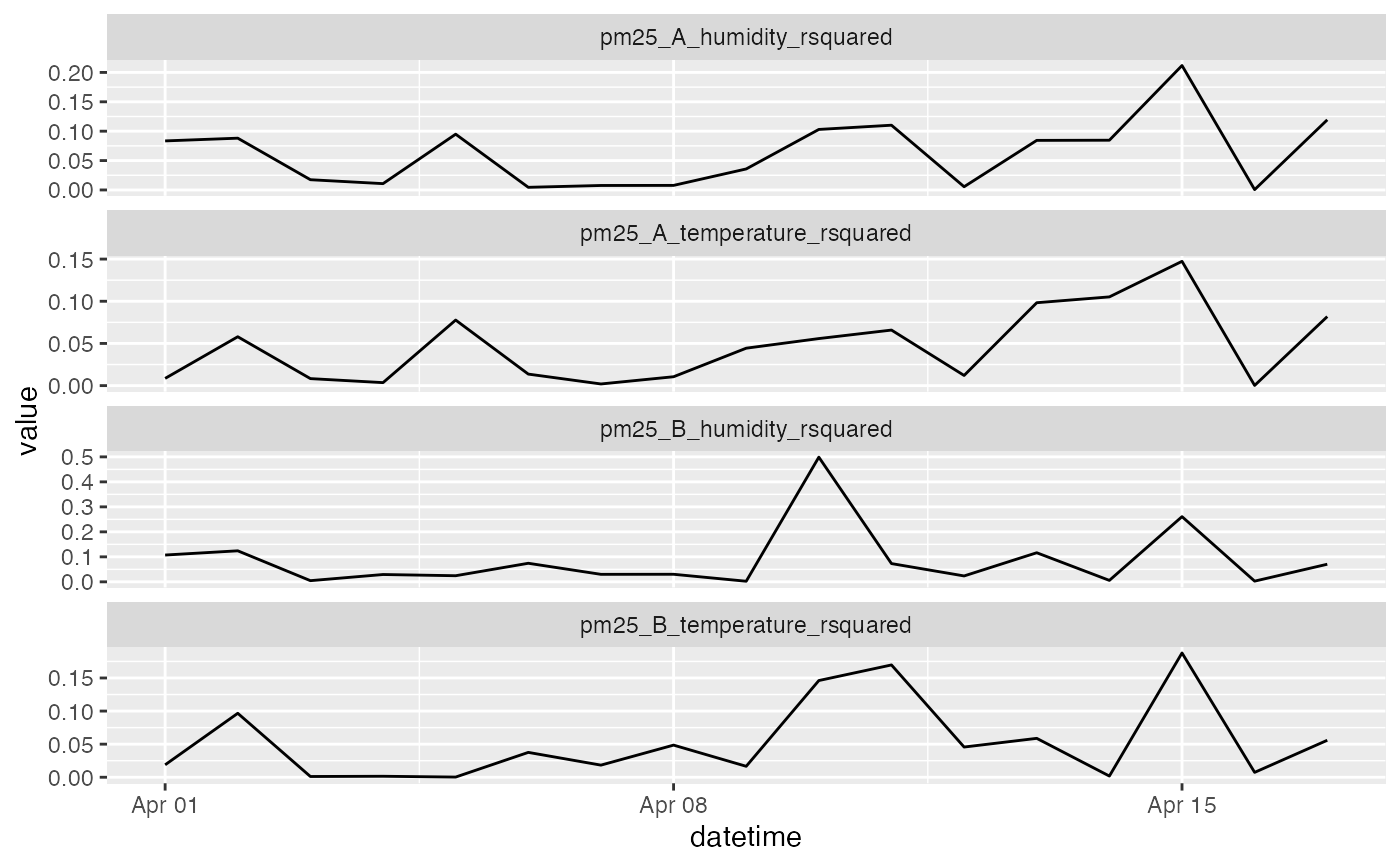 pm25_A_humidity_rsquared
0.20
0.15
0.10
0.05
0.00
pm25_A_temperature_rsquared
0.15
0.10
0.05
0.00
value
pm25_B_humidity_rsquared
0.5
0.4
0.3
0.2
0.1
0.0
pm25_B_temperature_rsquared
0.15
0.10
0.05
0.00
Apr 01 Apr 08 Apr 15
datetime